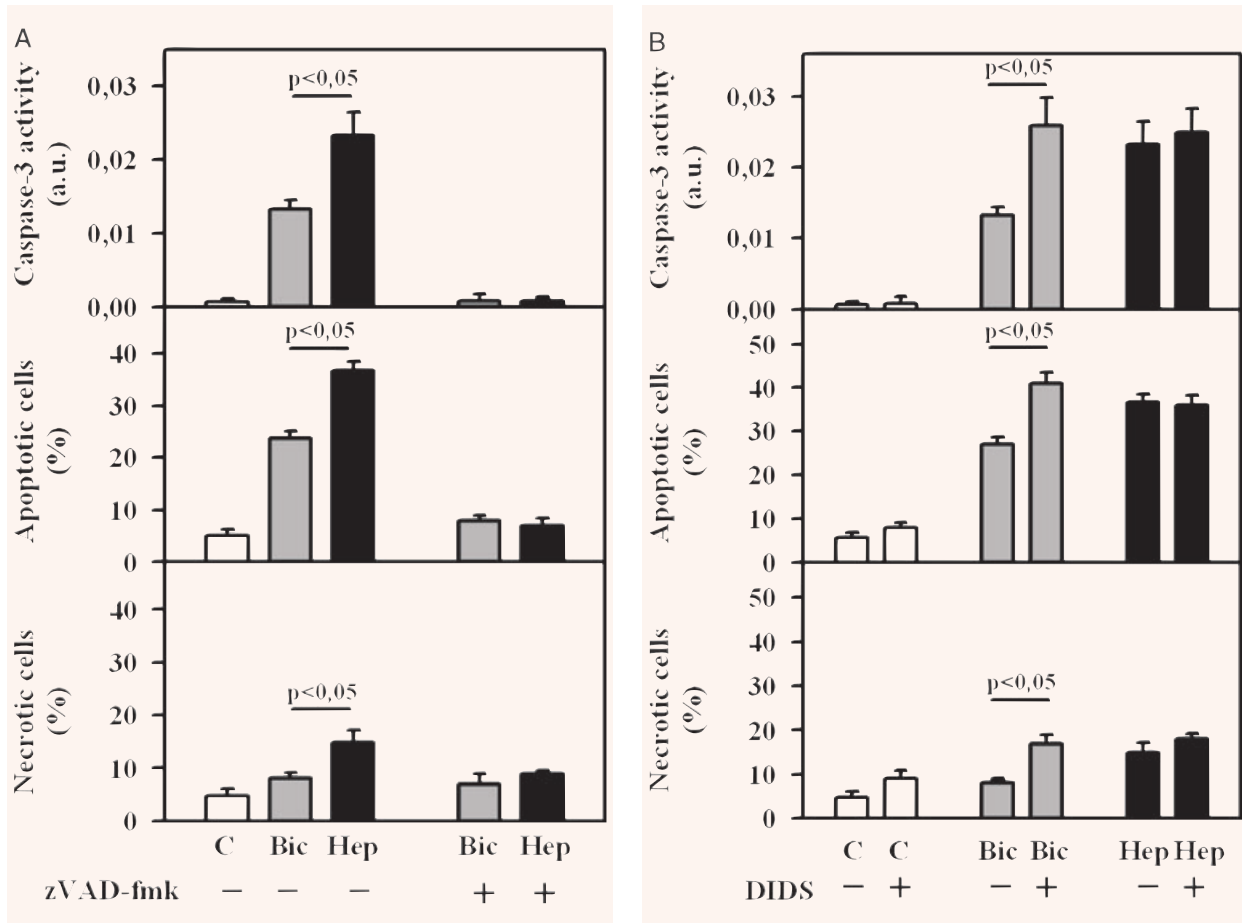 A
Caspase-3 activity
(a.u.)
0,03
0,02
0,01
0,00
p<0,05
Apoptotic cells
(%)
40
30
20
10
0
p<0,05
Necrotic cells
(%)
40
30
20
10
0
p<0,05
C Bic Hep Bic Hep
zVAD-fmk − − − + +
B
Caspase-3 activity
(a.u.)
0,03
0,02
0,01
0,00
p<0,05
Apoptotic cells
(%)
50
40
30
20
10
0
p<0,05
Necrotic cells
(%)
50
40
30
20
10
0
p<0,05
C C Bic Bic Hep Hep
DIDS − + − + − +